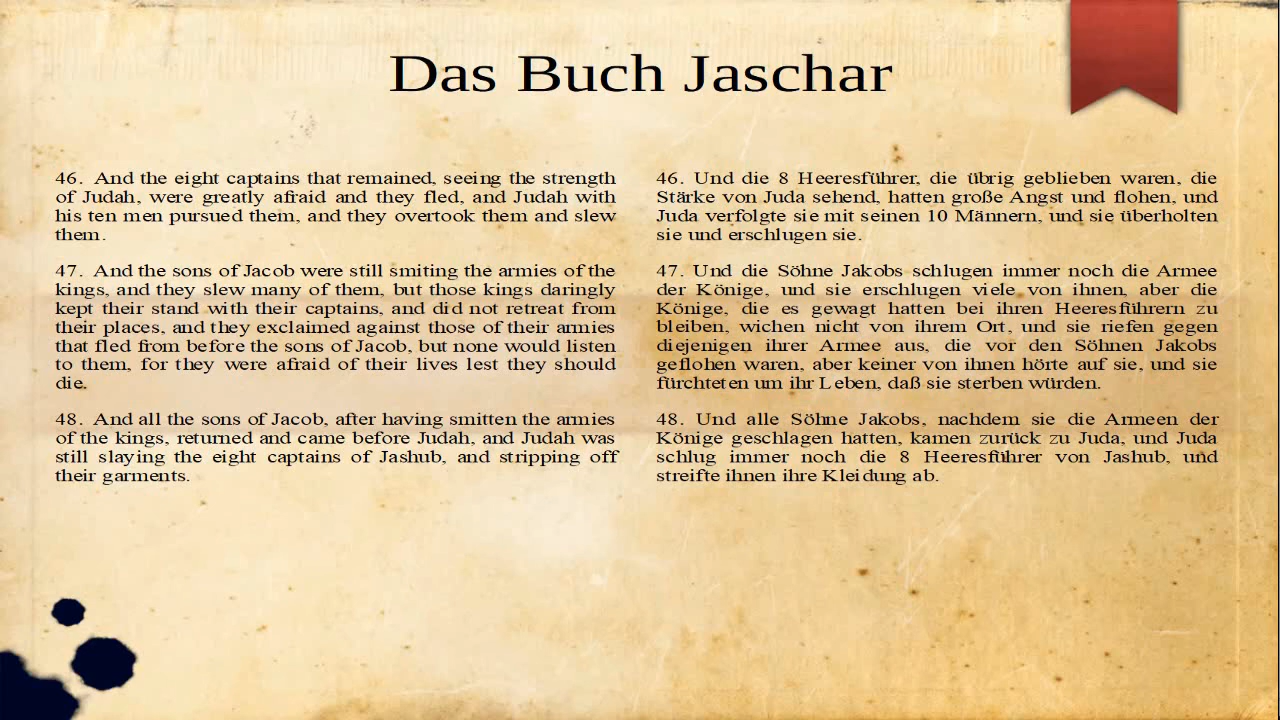 Das Buch Jaschar
46. And the eight captains that remained, seeing the strength
of Judah, were greatly afraid and they fled, and Judah with
his ten men pursued them, and they overtook them and slew
them.
47. And the sons of Jacob were still smiting the armies of the
kings, and they slew many of them, but those kings daringly
kept their stand with their captains, and did not retreat from
their places, and they exclaimed against those of their armies
that fled from before the sons of Jacob, but none would listen
to them, for they were afraid of their lives lest they should
die.
48. And all the sons of Jacob, after having smitten the armies
of the kings, returned and came before Judah, and Judah was
still slaying the eight captains of Jashub, and stripping off
their garments.
46. Und die 8 Heeresführer, die übrig geblieben waren, die
Stärke von Juda sehend, hatten große Angst und flohen, und
Juda verfolgte sie mit seinen 10 Männern, und sie überholten
sie und erschlugen sie.
47. Und die Söhne Jakobs schlugen immer noch die Armee
der Könige, und sie erschlugen viele von ihnen, aber die
Könige, die es gewagt hatten bei ihren Heeresführern zu
bleiben, wichen nicht von ihrem Ort, und sie riefen gegen
diejenigen ihrer Armee aus, die vor den Söhnen Jakobs
geflohen waren, aber keiner von ihnen hörte auf sie, und sie
fürchteten um ihr Leben, daß sie sterben würden.
48. Und alle Söhne Jakobs, nachdem sie die Armeen der
Könige geschlagen hatten, kamen zurück zu Juda, und Juda
schlug immer noch die 8 Heeresführer von Jashub, und
streifte ihnen ihre Kleidung ab.